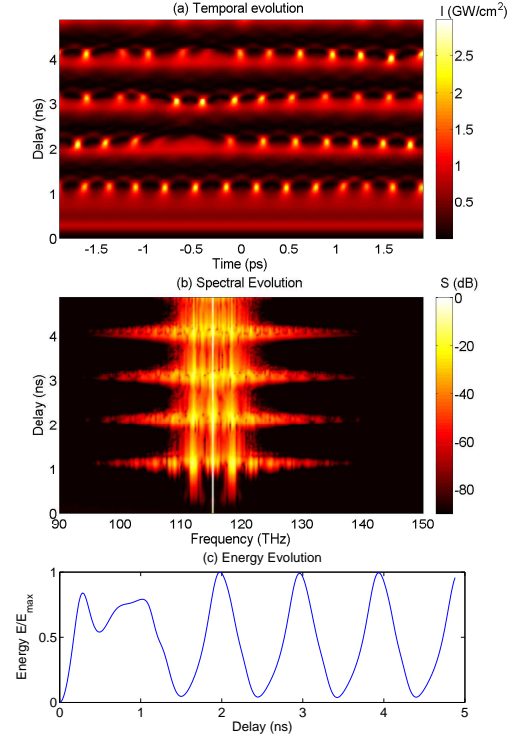 (a) Temporal evolution
I (GW/cm²)
4
3
2
1
0
Delay (ns)
-1.5 -1 -0.5 0 0.5 1 1.5
Time (ps)
2.5
2
1.5
1
0.5
(b) Spectral Evolution
S (dB)
4
3
2
1
0
Delay (ns)
90 100 110 120 130 140 150
Frequency (THz)
0
-20
-40
-60
-80
(c) Energy Evolution
1
0.5
0
Energy E/Emax
0 1 2 3 4 5
Delay (ns)